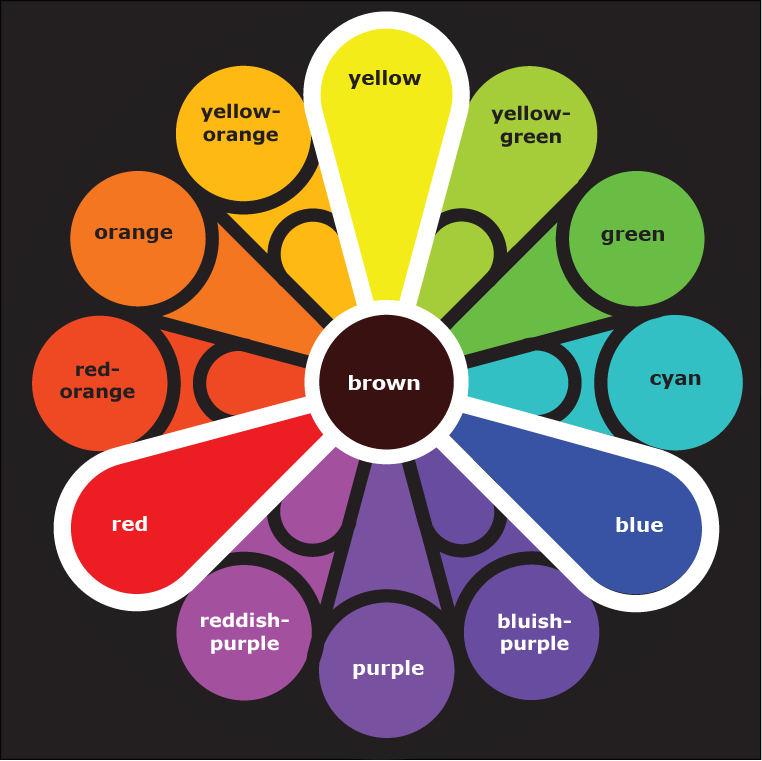 yellow
yellow–
orange
yellow–
green
orange
green
red–
orange
brown
cyan
red
blue
reddish–
purple
bluish–
purple
purple